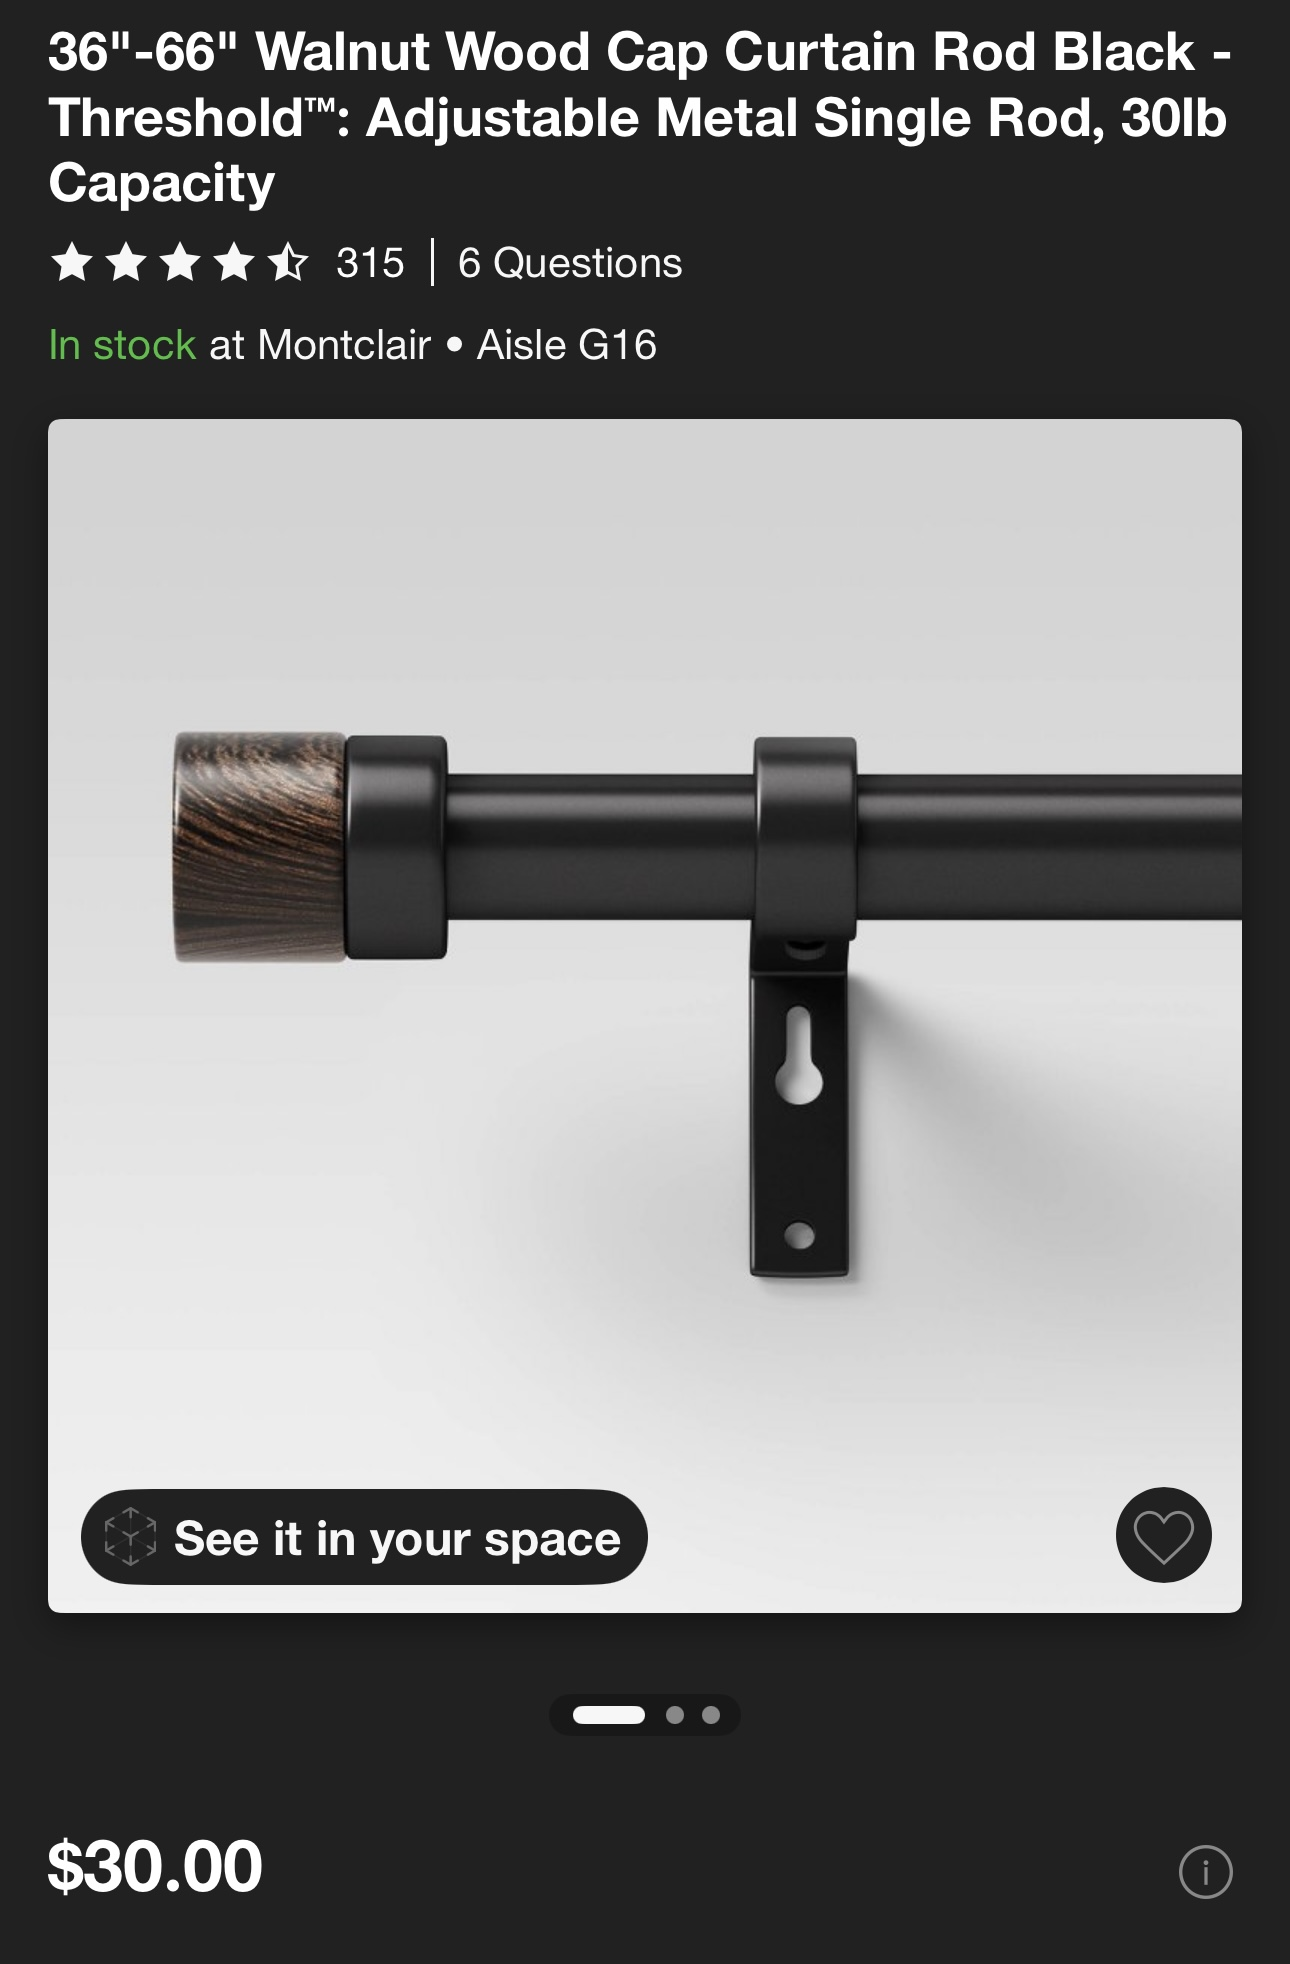 36"-66" Walnut Wood Cap Curtain Rod Black -
Threshold™: Adjustable Metal Single Rod, 30lb
Capacity
315 | 6 Questions
In stock at Montclair • Aisle G16
See it in your space
$30.00
i